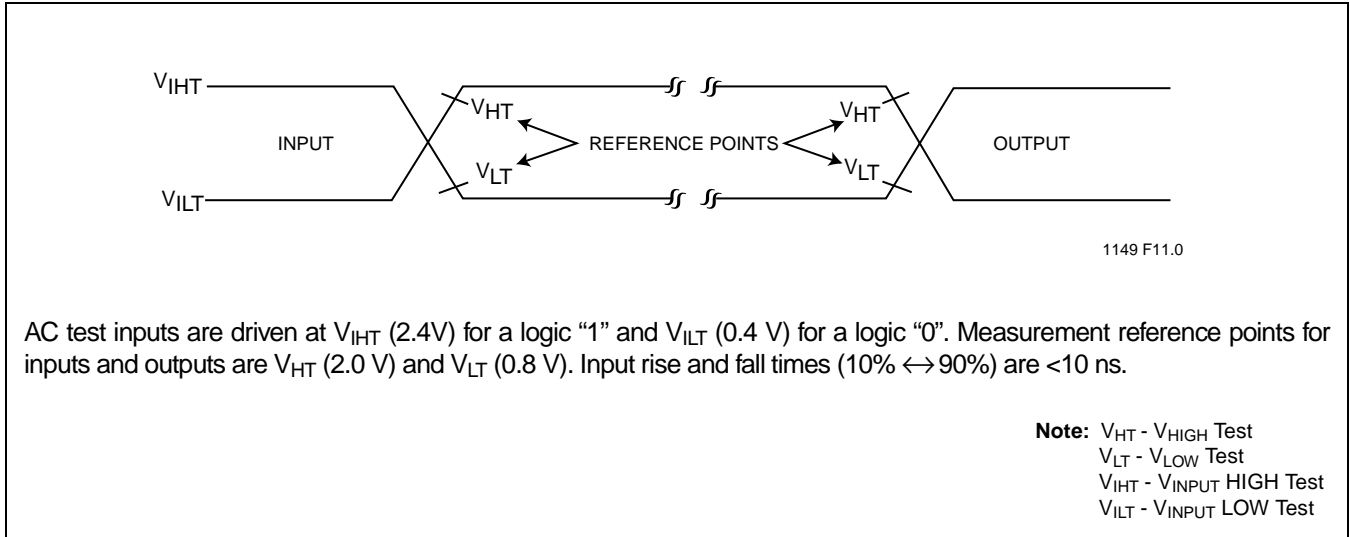 VIHT
VHT
VHT
INPUT
REFERENCE POINTS
OUTPUT
VLT
VLT
VILT
1149 F11.0
AC test inputs are driven at VIHT (2.4V) for a logic “1” and VILT (0.4 V) for a logic “0”. Measurement reference points for
inputs and outputs are VHT (2.0 V) and VLT (0.8 V). Input rise and fall times (10% ↔ 90%) are <10 ns.
Note: VHT - VHIGH Test
VLT - VLOW Test
VIHT - VINPUT HIGH Test
VILT - VINPUT LOW Test